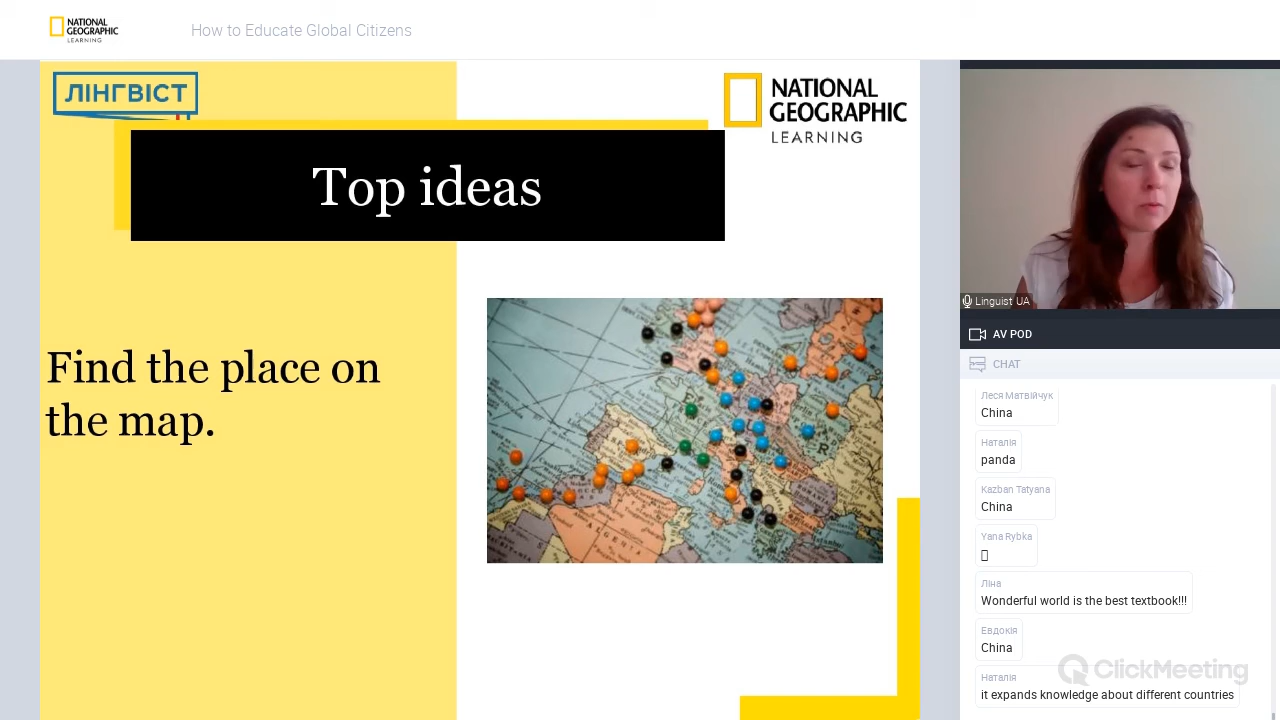 NATIONAL
GEOGRAPHIC
LEARNING
How to Educate Global Citizens
ЛІНГВІСТ
NATIONAL
GEOGRAPHIC
LEARNING
Top ideas
Find the place on
the map.
ALGERIA
Linguist UA
AV POD
CHAT
Леся Матвійчук
China
Наталія
panda
Kazban Tatyana
China
Yana Rybka
Ліна
Wonderful world is the best textbook!!!
Евдокія
China
Наталія
it expands knowledge about different countries
ClickMeeting